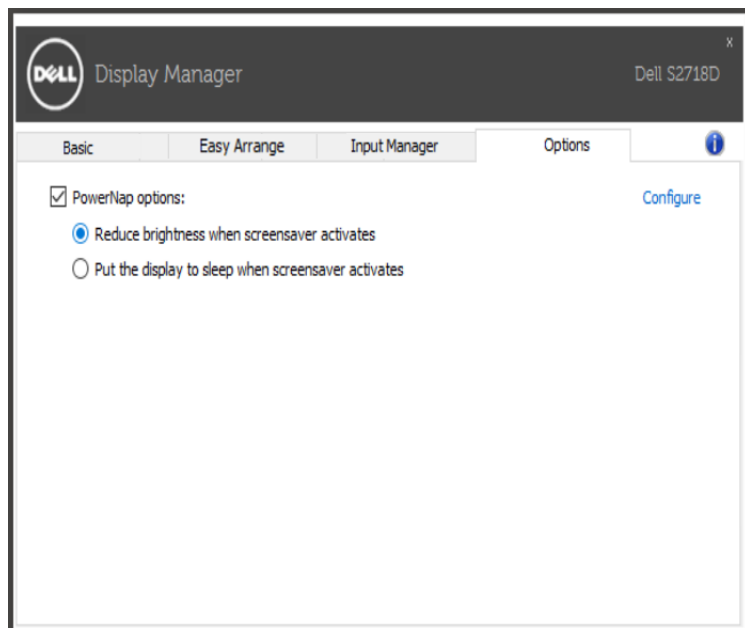 x
DELL Display Manager Dell S2718D
Basic Easy Arrange Input Manager Options i
PowerNap options: Configure
Reduce brightness when screensaver activates
Put the display to sleep when screensaver activates